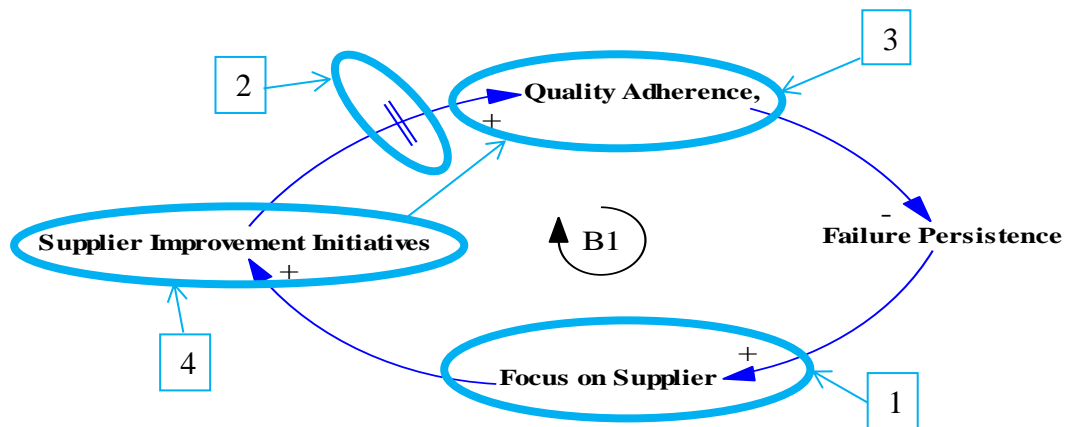 3
2
Quality Adherence,
+
-
Supplier Improvement Initiatives
B1
Failure Persistence
+
+
4
Focus on Supplier
1